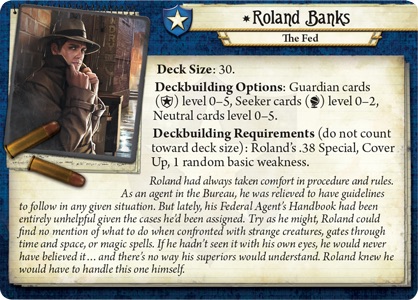 Roland Banks
The Fed
Deck Size: 30.
Deckbuilding Options: Guardian cards
() level 0–5, Seeker cards () level 0–2,
Neutral cards level 0–5.
Deckbuilding Requirements (do not count
toward deck size): Roland's .38 Special, Cover
Up, 1 random basic weakness.
Roland had always taken comfort in procedure and rules.
As an agent in the Bureau, he was relieved to have guidelines
to follow in any given situation. But lately, his Federal Agent's Handbook had been
entirely unhelpful given the cases he'd been assigned. Try as he might, Roland could
find no mention of what to do when confronted with strange creatures, gates through
time and space, or magic spells. If he hadn't seen it with his own eyes, he would never
have believed it... and there's no way his superiors would understand. Roland knew he
would have to handle this one himself.